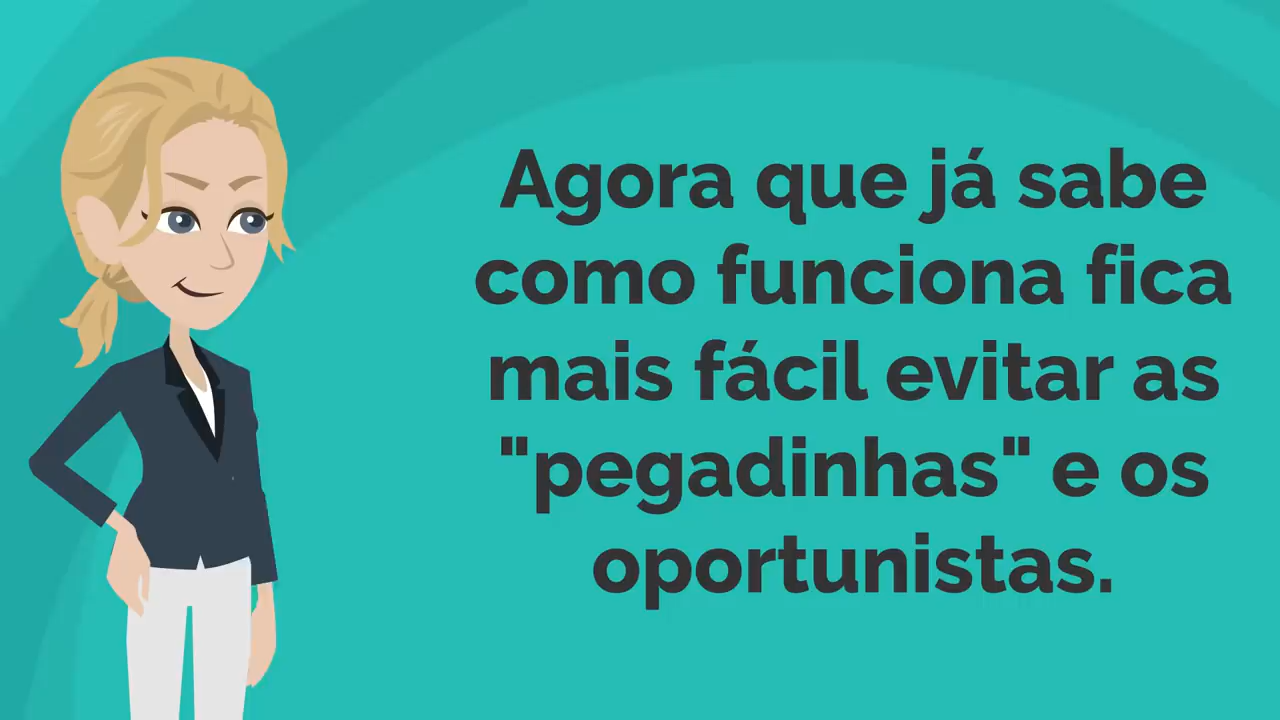 Agora que já sabe
como funciona fica
mais fácil evitar as
"pegadinhas" e os
oportunistas.